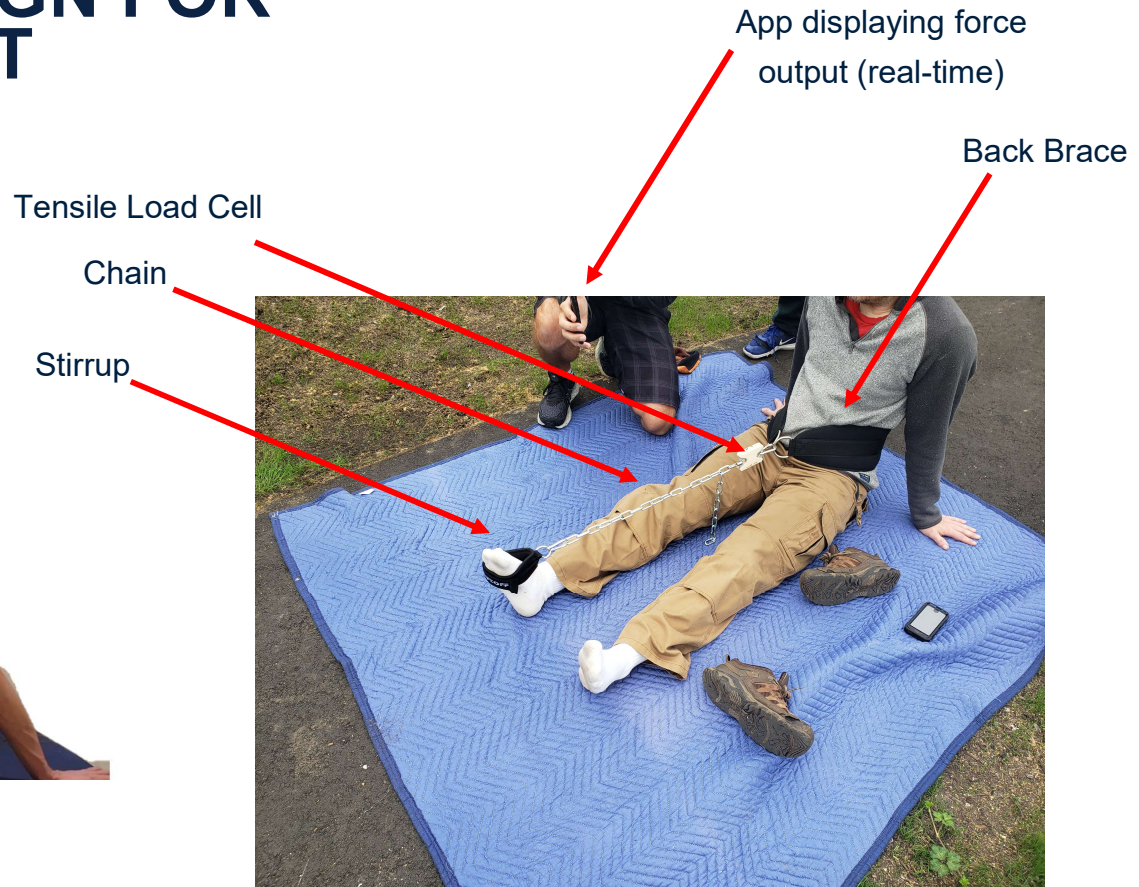 App displaying force
output (real-time)
Back Brace
Tensile Load Cell
Chain
Stirrup